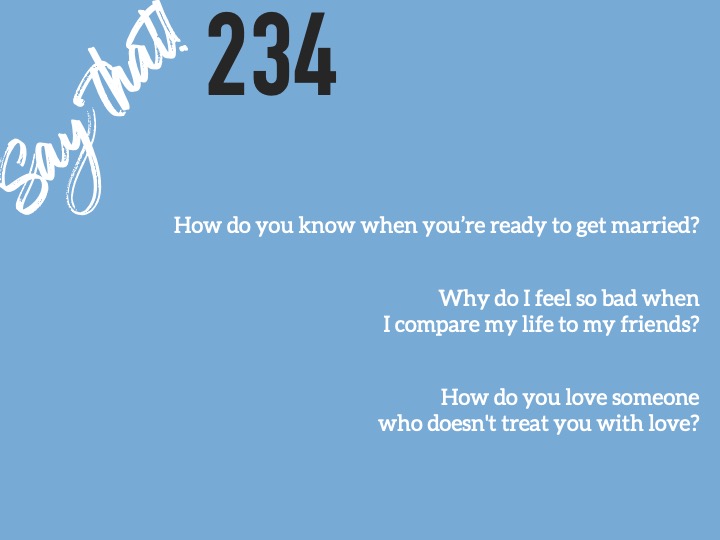 Say that!
234
How do you know when you’re ready to get married?
Why do I feel so bad when
I compare my life to my friends?
How do you love someone
who doesn't treat you with love?